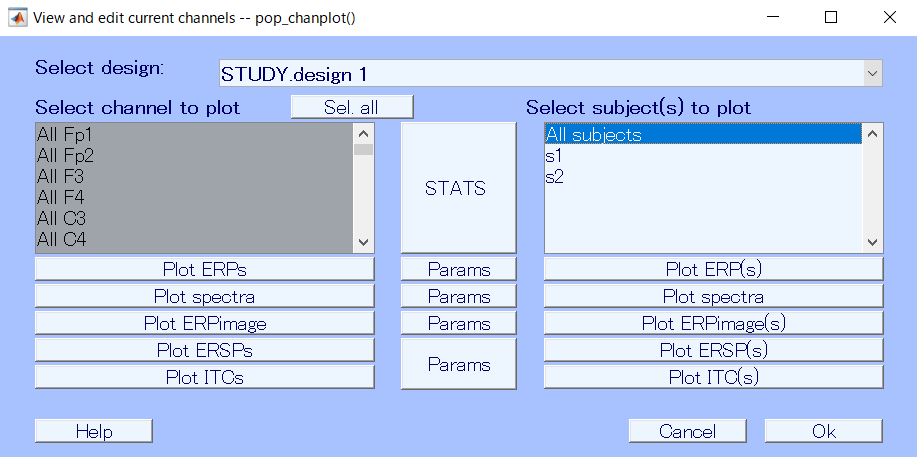 View and edit current channels -- pop_chanplot()
Select design:
STUDY.design 1
Select channel to plot
Sel. all
Select subject(s) to plot
All Fp1
All Fp2
All F3
All F4
All C3
All C4
STATS
All subjects
s1
s2
Plot ERPs
Params
Plot ERP(s)
Plot spectra
Params
Plot spectra
Plot ERPimage
Params
Plot ERPimage(s)
Plot ERSPs
Params
Plot ERSP(s)
Plot ITCs
Plot ITC(s)
Help
Cancel
Ok